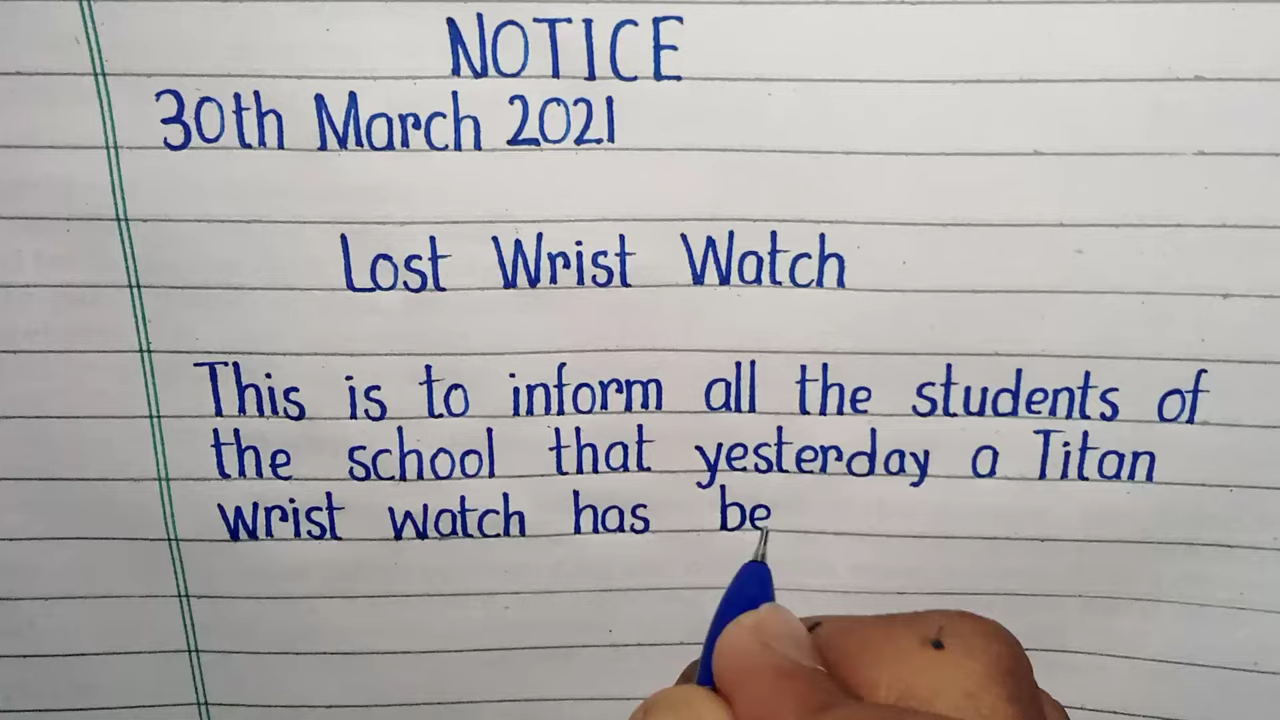 NOTICE
30th March 2021
Lost Wrist Watch
This is to inform all the students of
the school that yesterday a Titan
wrist watch has be